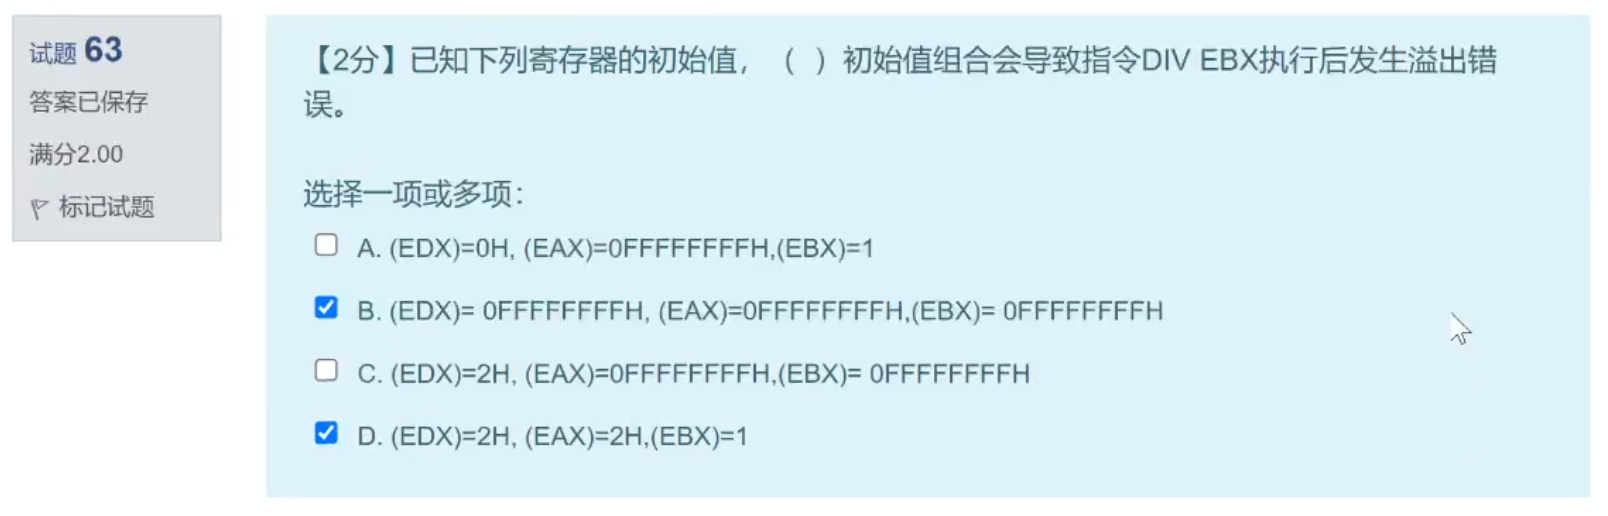 试题 63
答案已保存
满分2.00
标记试题
【2分】已知下列寄存器的初始值，（ ）初始值组合会导致指令DIV EBX执行后发生溢出错
误。
选择一项或多项：
A. (EDX)=0H, (EAX)=0FFFFFFFFH,(EBX)=1
B. (EDX)= 0FFFFFFFFH, (EAX)=0FFFFFFFFH,(EBX)= 0FFFFFFFFH
C. (EDX)=2H, (EAX)=0FFFFFFFFH,(EBX)= 0FFFFFFFFH
D. (EDX)=2H, (EAX)=2H,(EBX)=1